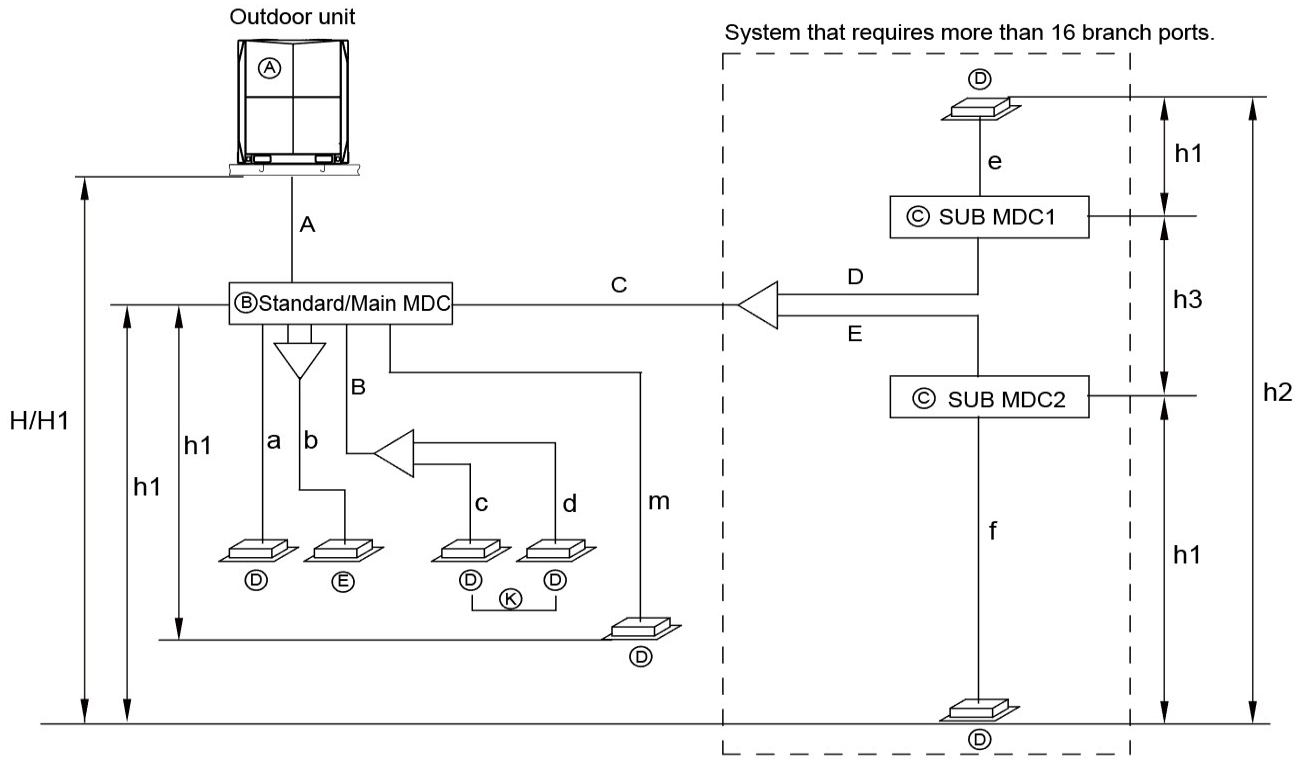 Outdoor unit
System that requires more than 16 branch ports.
Ⓐ
Ⓓ
e
h1
Ⓒ SUB MDC1
A
D
C
Ⓑ Standard/Main MDC
h3
E
B
Ⓒ SUB MDC2
h2
H/H1
h1
a
b
h1
c
d
m
f
h1
Ⓓ
Ⓔ
Ⓓ
Ⓓ
Ⓚ
Ⓓ
Ⓓ